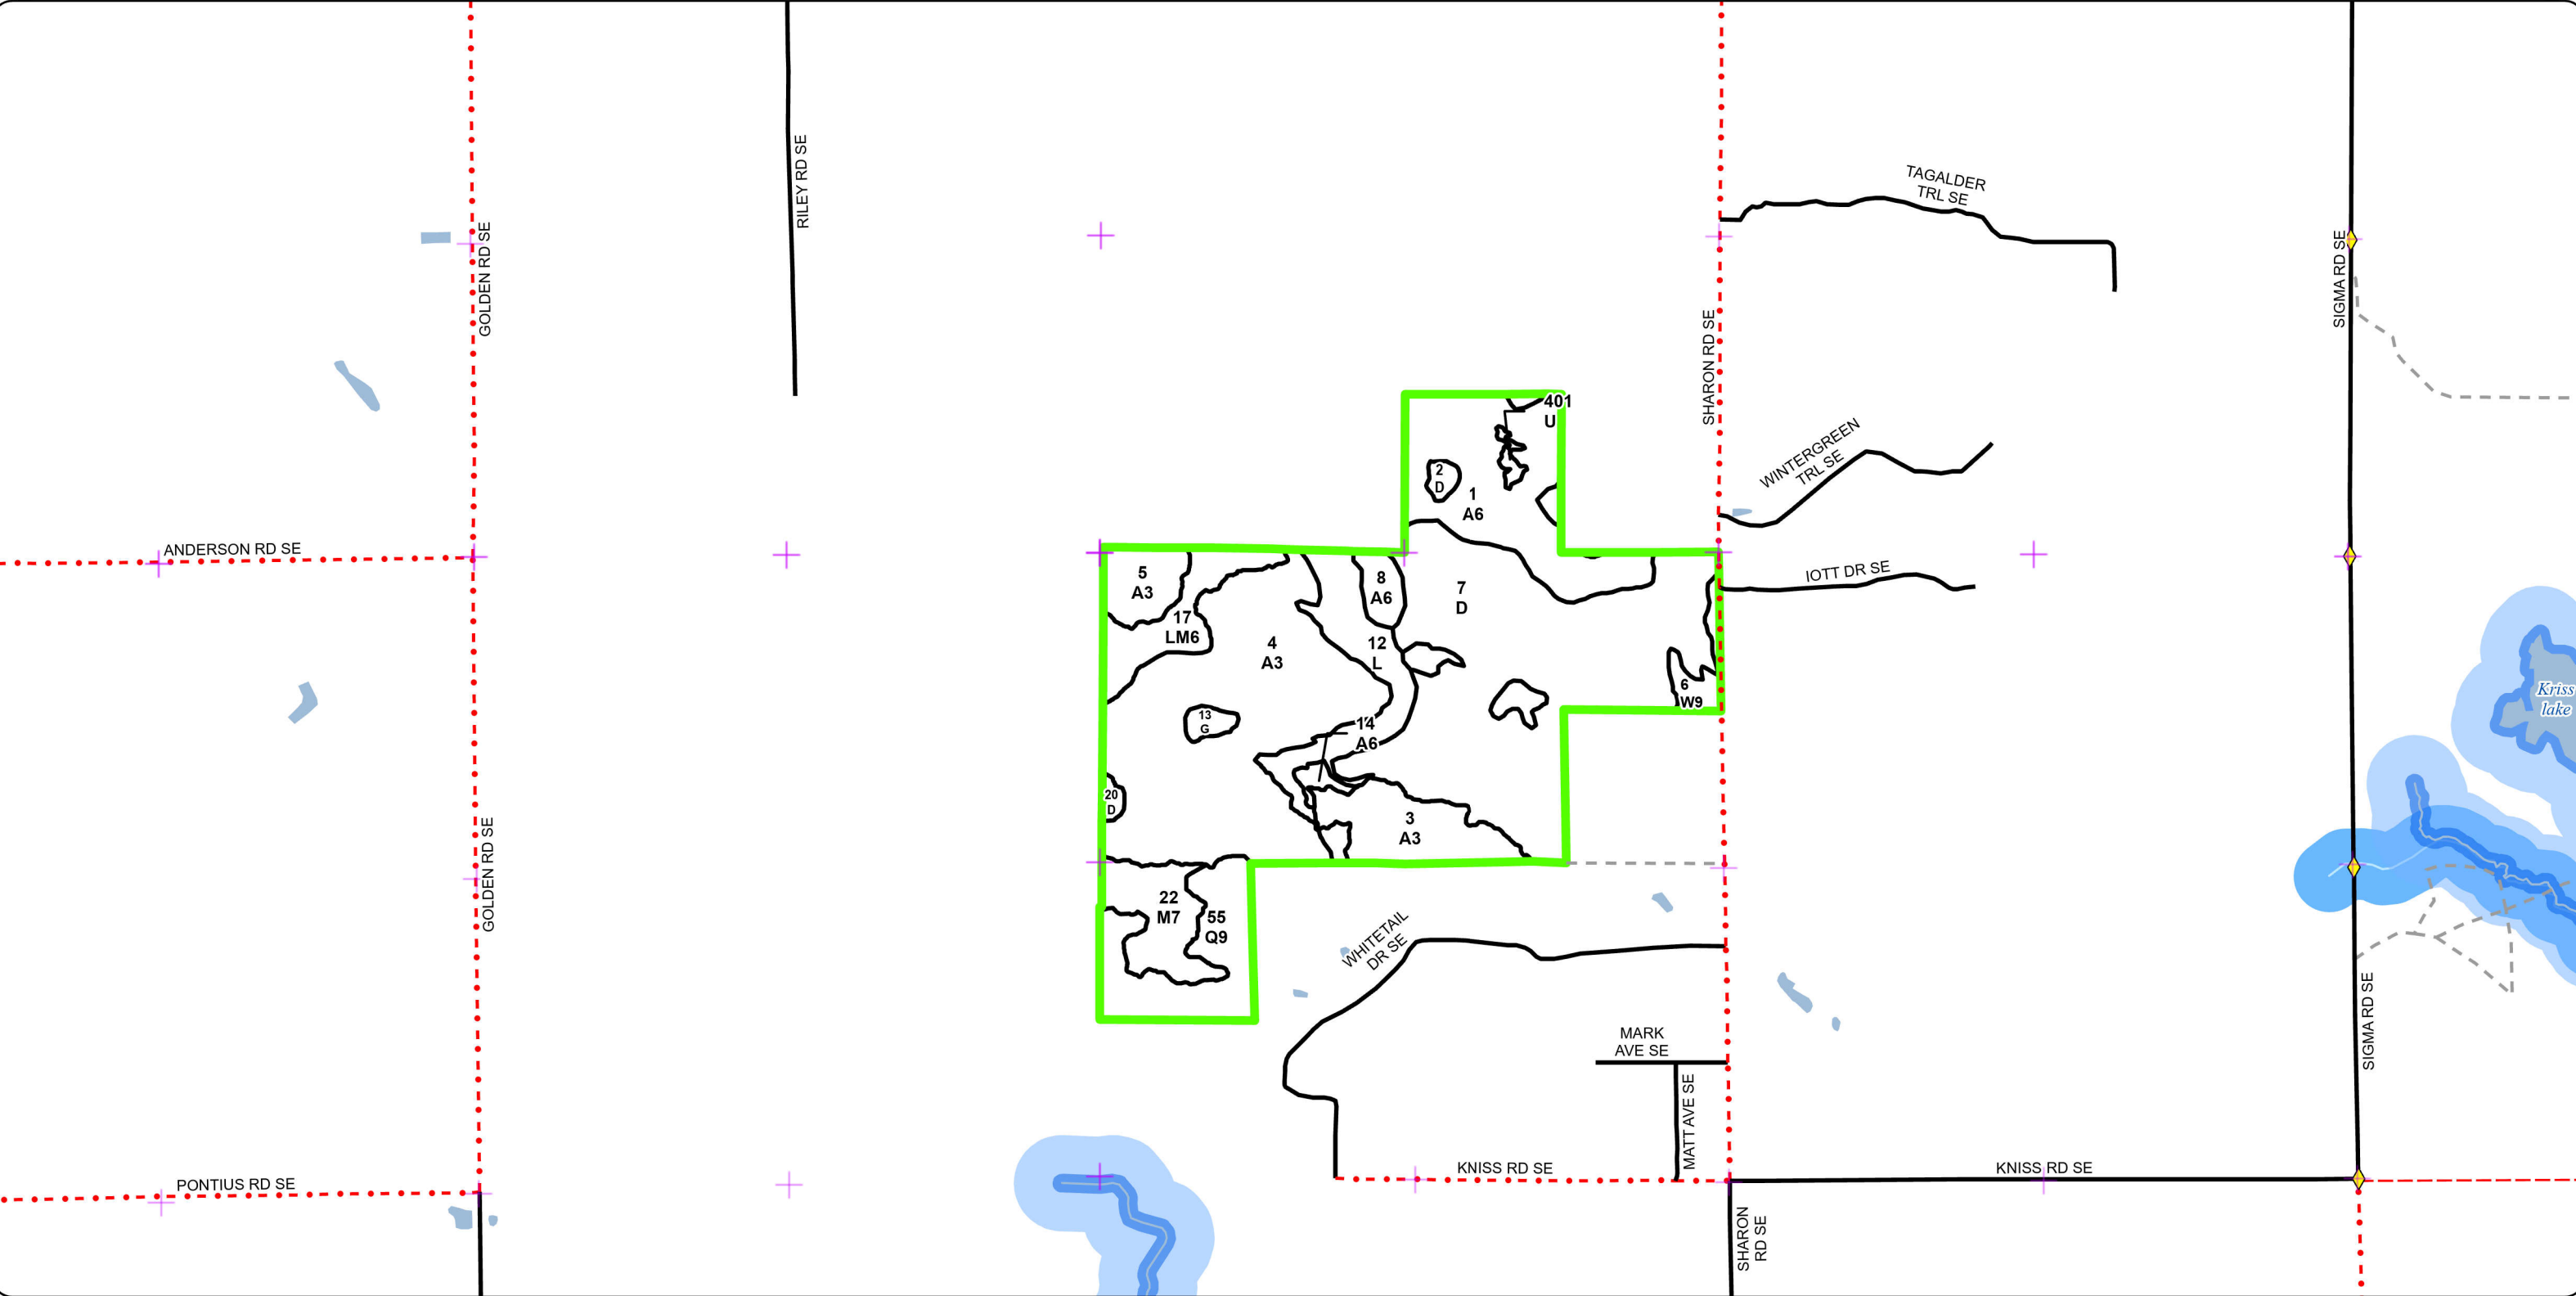 RILEY RD SE
TAGALDER
TRL SE
GOLDEN RD SE
SIGMA RD SE
SHARON RD SE
401
U
WINTERGREEN
TRL SE
2
D
1
A6
ANDERSON RD SE
5
A3
8
A6
7
D
IOTT DR SE
17
LM6
4
A3
12
L
6
W9
Kriss
lake
13
G
14
A6
20
D
3
A3
GOLDEN RD SE
22
M7
55
Q9
WHITETAIL
DR SE
MARK
AVE SE
SIGMA RD SE
MATT AVE SE
KNISS RD SE
KNISS RD SE
PONTIUS RD SE
SHARON
RD SE